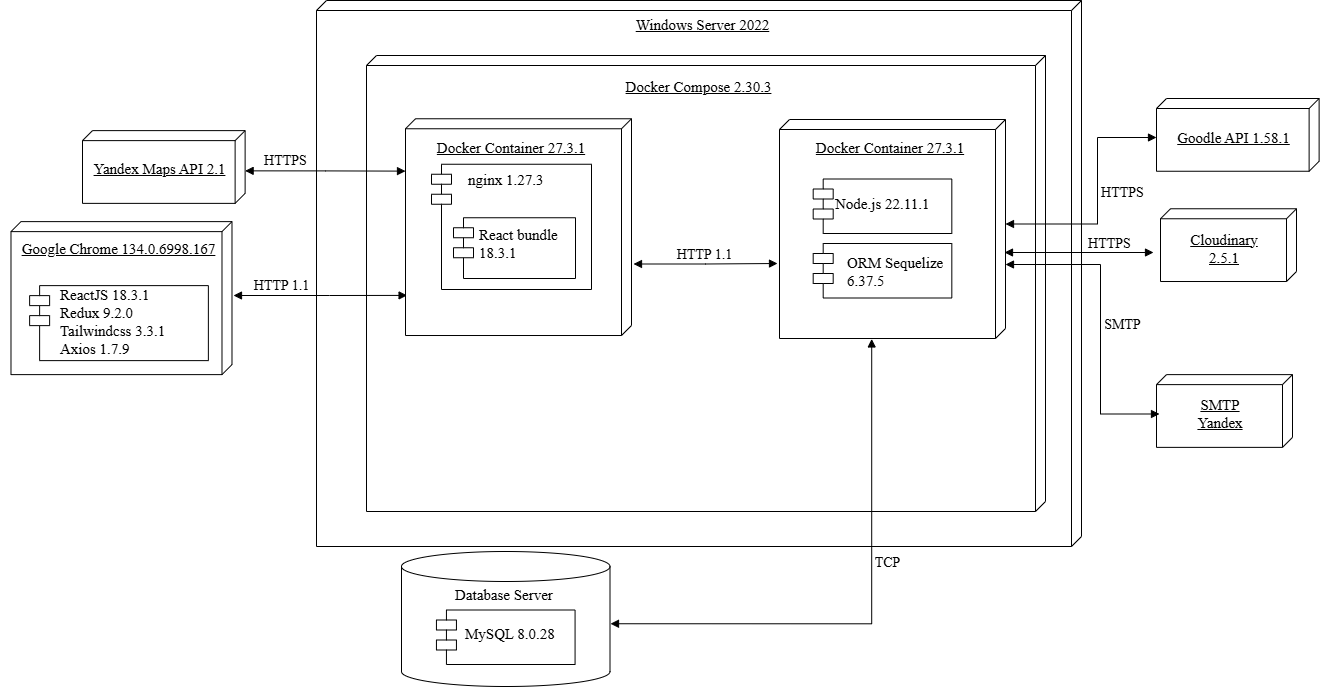 Windows Server 2022
Docker Compose 2.30.3
Yandex Maps API 2.1
HTTPS
Google Chrome 134.0.6998.167
ReactJS 18.3.1
Redux 9.2.0
Tailwindcss 3.3.1
Axios 1.7.9
HTTP 1.1
Docker Container 27.3.1
nginx 1.27.3
React bundle
18.3.1
HTTP 1.1
Docker Container 27.3.1
Node.js 22.11.1
ORM Sequelize
6.37.5
Goodle API 1.58.1
HTTPS
HTTPS
Cloudinary
2.5.1
SMTP
SMTP
Yandex
TCP
Database Server
MySQL 8.0.28